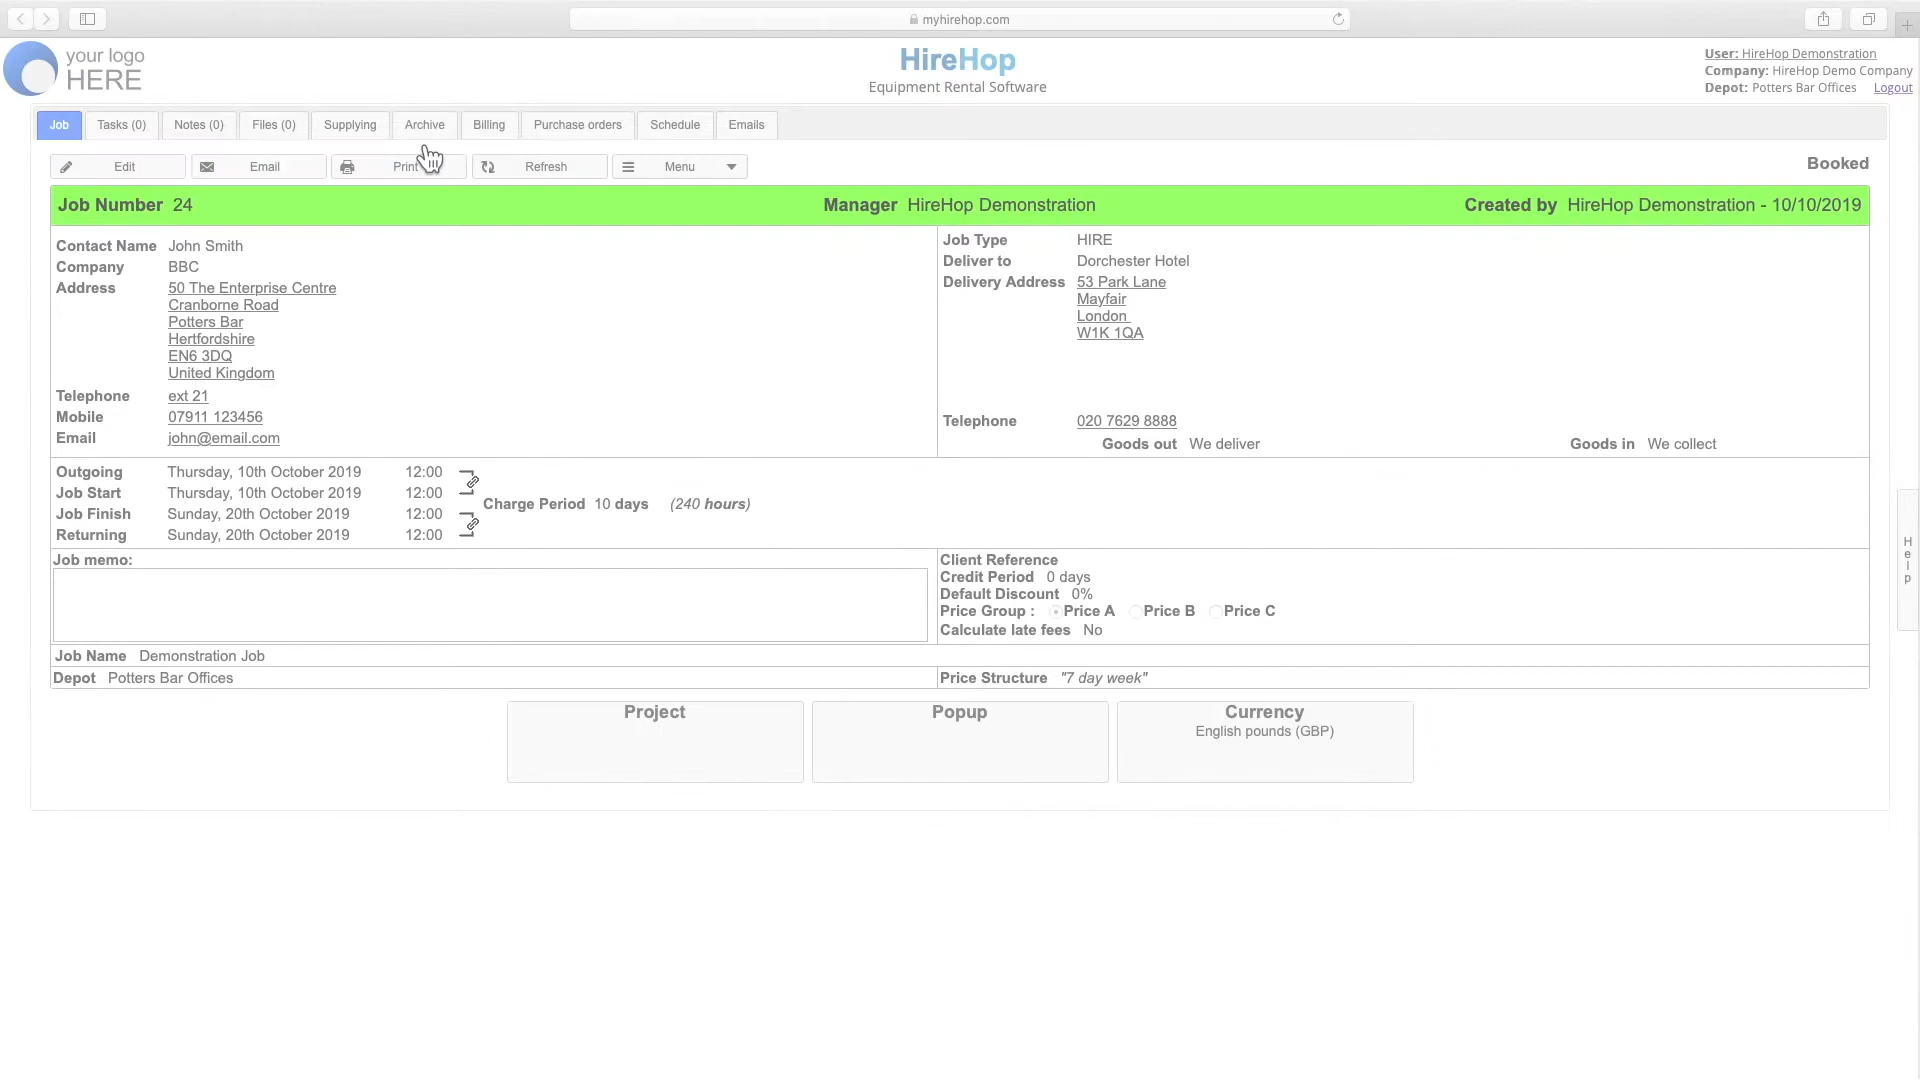 myhirehop.com
your logo
HERE
HireHop
Equipment Rental Software
User: HireHop Demonstration
Company: HireHop Demo Company
Depot: Potters Bar Offices Logout
Job Tasks (0) Notes (0) Files (0) Supplying Archive Billing Purchase orders Schedule Emails
Edit Email Print Refresh Menu Booked
Job Number 24 Manager HireHop Demonstration Created by HireHop Demonstration - 10/10/2019
Contact Name John Smith
Company BBC
Address 50 The Enterprise Centre
Cranborne Road
Potters Bar
Hertfordshire
EN6 3DQ
United Kingdom
Telephone ext 21
Mobile 07911 123456
Email john@email.com
Job Type HIRE
Deliver to Dorchester Hotel
Delivery Address 53 Park Lane
Mayfair
London
W1K 1QA
Telephone 020 7629 8888
Goods out We deliver Goods in We collect
Outgoing Thursday, 10th October 2019 12:00
Job Start Thursday, 10th October 2019 12:00
Job Finish Sunday, 20th October 2019 12:00
Returning Sunday, 20th October 2019 12:00
Charge Period 10 days (240 hours)
Job memo:
Client Reference
Credit Period 0 days
Default Discount 0%
Price Group : Price A Price B Price C
Calculate late fees No
Job Name Demonstration Job
Depot Potters Bar Offices
Price Structure "7 day week"
Project
Popup
Currency
English pounds (GBP)
Help